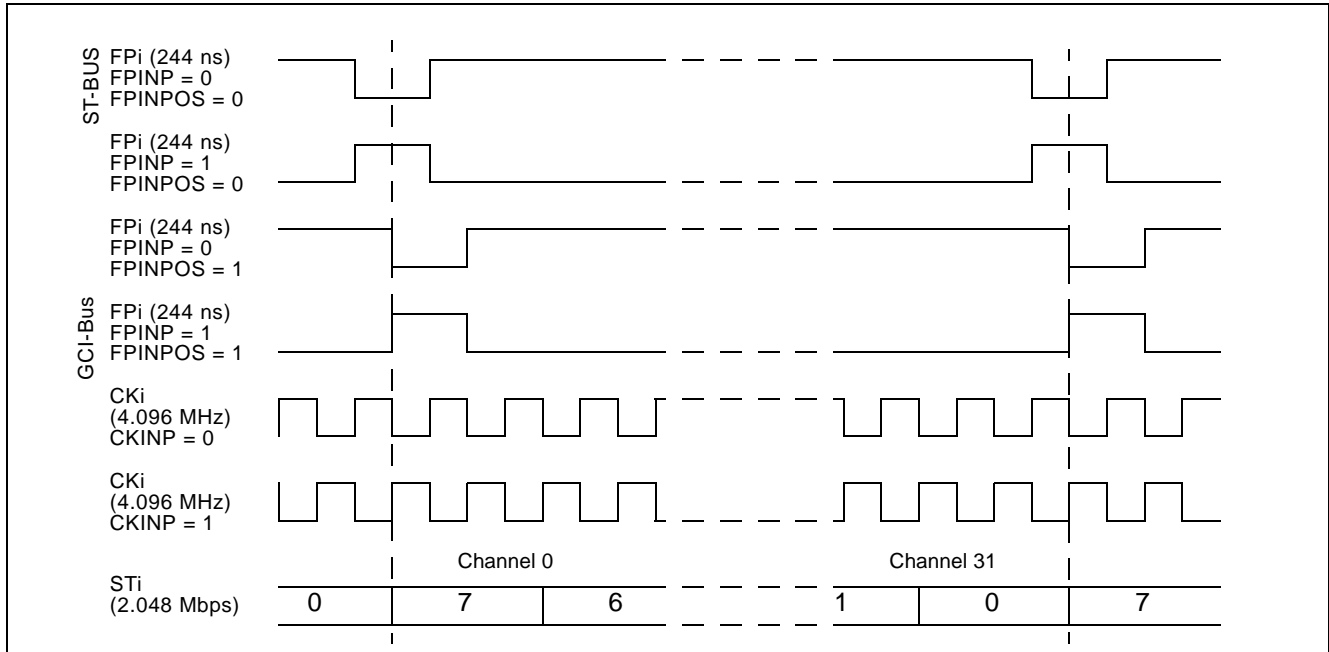 ST-BUS
FPi (244 ns)
FPINP = 0
FPINPOS = 0
FPi (244 ns)
FPINP = 1
FPINPOS = 0
FPi (244 ns)
FPINP = 0
FPINPOS = 1
GCI-Bus
FPi (244 ns)
FPINP = 1
FPINPOS = 1
CKi
(4.096 MHz)
CKINP = 0
CKi
(4.096 MHz)
CKINP = 1
Channel 0
Channel 31
STi
(2.048 Mbps)
0 7 6 1 0 7